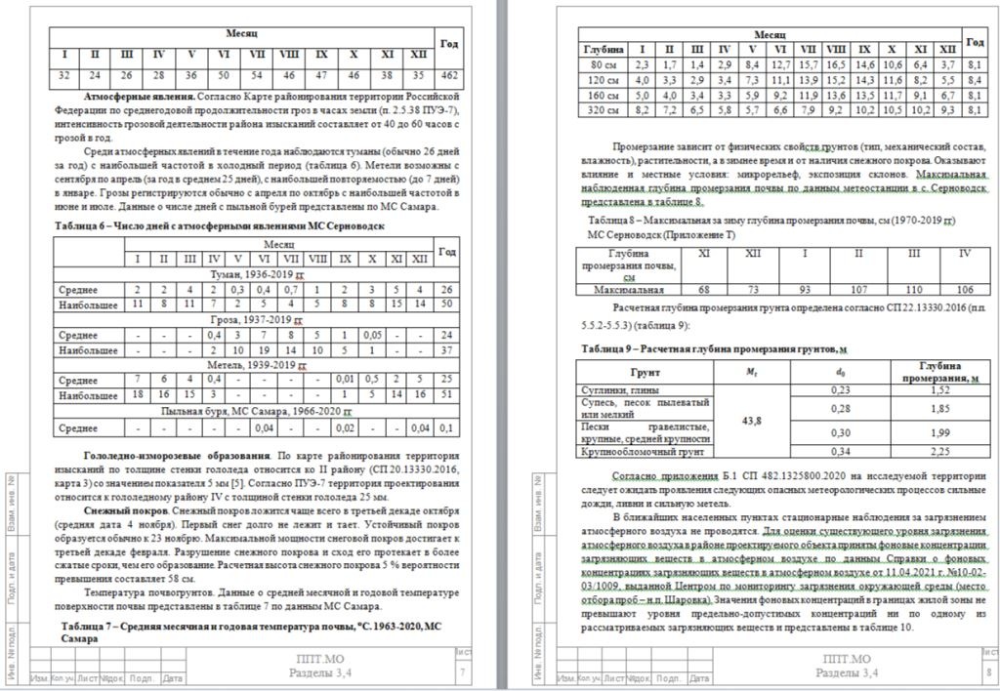 Месяц Год
I II III IV V VI VII VIII IX X XI XII
32 24 26 28 36 50 54 46 47 46 38 35 462
Атмосферные явления. Согласно Карте районирования территории Российской
Федерации по среднегодовой продолжительности гроз в часах земли (п. 2.5.38 ПУЭ-7),
интенсивность грозовой деятельности района изысканий составляет от 40 до 60 часов с
грозой в год.
Среди атмосферных явлений в течение года наблюдаются туманы (обычно 26 дней
за год) с наибольшей частотой в холодный период (таблица 6). Метели возможны с
сентября по апрель (за год в среднем 25 дней), с наибольшей повторяемостью (до 7 дней)
в январе. Грозы регистрируются обычно с апреля по октябрь с наибольшей частотой в
июне и июле. Данные о числе дней с пыльной бурей представлены по МС Самара.
Таблица 6 – Число дней с атмосферными явлениями МС Серноводск
Месяц Год
I II III IV V VI VII VIII IX X XI XII
Туман, 1936-2019 гг
Среднее 2 2 4 2 0,3 0,4 0,7 1 2 3 5 4 26
Наибольшее 11 8 11 7 2 5 4 5 8 8 15 14 50
Гроза, 1937-2019 гг
Среднее - - - 0,4 3 7 8 5 1 0,05 - - 24
Наибольшее - - - 2 10 19 14 10 5 1 - - 37
Метель, 1939-2019 гг
Среднее 7 6 4 0,4 - - - - 0,01 0,5 2 5 25
Наибольшее 18 16 15 3 - - - - 1 5 14 16 51
Пыльная буря, МС Самара, 1966-2020 гг
Среднее - - - - - 0,04 - - 0,02 - - 0,04 0,1
Гололедно-изморозевые образования. По карте районирования территория
изысканий по толщине стенки гололеда относится ко II району (СП 20.13330.2016,
карта 3) со значением показателя 5 мм [5]. Согласно ПУЭ-7 территория проектирования
относится к гололедному району IV с толщиной стенки гололеда 25 мм.
Снежный покров. Снежный покров ложится чаще всего в третьей декаде октября
(средняя дата 4 ноября). Первый снег долго не лежит и тает. Устойчивый покров
образуется обычно к 23 ноябрю. Максимальной мощности снеговой покров достигает к
третьей декаде февраля. Разрушение снежного покрова и сход его протекает в более
сжатые сроки, чем его образование. Расчетная высота снежного покрова 5 % вероятности
превышения составляет 58 см.
Температура почвогрунтов. Данные о средней месячной и годовой температуре
поверхности почвы представлены в таблице 7 по данным МС Самара.
Таблица 7 – Средняя месячная и годовая температура почвы, °С. 1963-2020, МС
Самара
Взам. инв №
Подп. и дата
Инв. № подл.
Изм. Кол.уч. Лист №док. Подп. Дата
ППТ.МО
Разделы 3,4
Лист
7
Месяц Год
Глубина I II III IV V VI VII VIII IX X XI XII
80 см 2,3 1,7 1,4 2,9 8,4 12,7 15,7 16,5 14,6 10,6 6,4 3,7 8,1
120 см 4,0 3,3 2,9 3,4 7,3 11,1 13,9 15,2 14,3 11,6 8,2 5,5 8,4
160 см 5,0 4,0 3,4 3,3 5,9 9,2 11,9 13,6 13,5 11,7 9,1 6,7 8,1
320 см 8,2 7,2 6,5 5,8 5,7 6,6 7,9 9,2 10,2 10,5 10,2 9,3 8,1
Промерзание зависит от физических свойств грунтов (тип, механический состав,
влажность), растительности, а в зимнее время и от наличия снежного покрова. Оказывают
влияние и местные условия: микрорельеф, экспозиция склонов. Максимальная
наблюденная глубина промерзания почвы по данным метеостанции в с. Серноводск
представлена в таблице 8.
Таблица 8 – Максимальная за зиму глубина промерзания почвы, см (1970-2019 гг)
МС Серноводск (Приложение Т)
Глубина XI XII I II III IV
промерзания почвы,
см
Максимальная 68 73 93 107 110 106
Расчетная глубина промерзания грунта определена согласно СП 22.13330.2016 (п.п.
5.5.2-5.5.3) (таблица 9):
Таблица 9 – Расчетная глубина промерзания грунтов, м
Грунт Mt d0 Глубина
промерзания, м
Суглинки, глины 0,23 1,52
Супесь, песок пылеватый
или мелкий 0,28 1,85
43,8
Пески гравелистые,
крупные, средней крупности 0,30 1,99
Крупнообломочный грунт 0,34 2,25
Согласно приложения Б.1 СП 482.1325800.2020 на исследуемой территории
следует ожидать проявления следующих опасных метеорологических процессов сильные
дожди, ливни и сильную метель.
В ближайших населенных пунктах стационарные наблюдения за загрязнением
атмосферного воздуха не проводятся. Для оценки существующего уровня загрязнения
атмосферного воздуха в районе проектируемого объекта приняты фоновые концентрации
загрязняющих веществ в атмосферном воздухе по данным Справки о фоновых
концентрациях загрязняющих веществ в атмосферном воздухе от 11.04.2021 г. №10-02-
03/1009, выданной Центром по мониторингу загрязнения окружающей среды (место
отбора проб – н.п. Шаровка). Значения фоновых концентраций в границах жилой зоны не
превышают уровня предельно-допустимых концентраций ни по одному из
рассматриваемых загрязняющих веществ и представлены в таблице 10.
Взам. инв №
Подп. и дата
Инв. № подл.
Изм. Кол.уч. Лист №док. Подп. Дата
ППТ.МО
Разделы 3,4
Лист
8